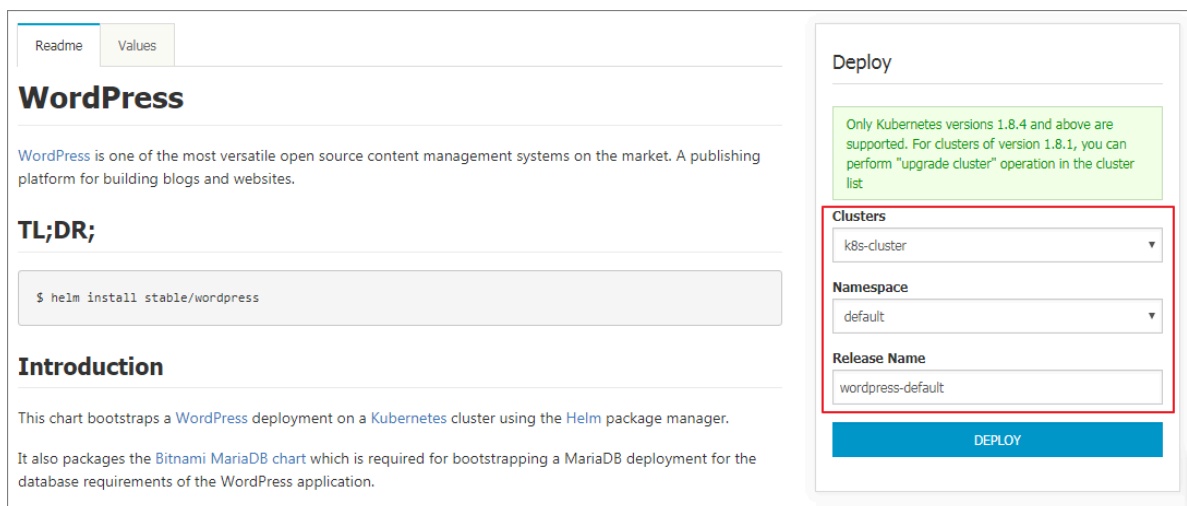 Readme
Values
WordPress
WordPress is one of the most versatile open source content management systems on the market. A publishing
platform for building blogs and websites.
TL;DR;
$ helm install stable/wordpress
Introduction
This chart bootstraps a WordPress deployment on a Kubernetes cluster using the Helm package manager.
It also packages the Bitnami MariaDB chart which is required for bootstrapping a MariaDB deployment for the
database requirements of the WordPress application.
Deploy
Only Kubernetes versions 1.8.4 and above are
supported. For clusters of version 1.8.1, you can
perform "upgrade cluster" operation in the cluster
list
Clusters
k8s-cluster
Namespace
default
Release Name
wordpress-default
DEPLOY